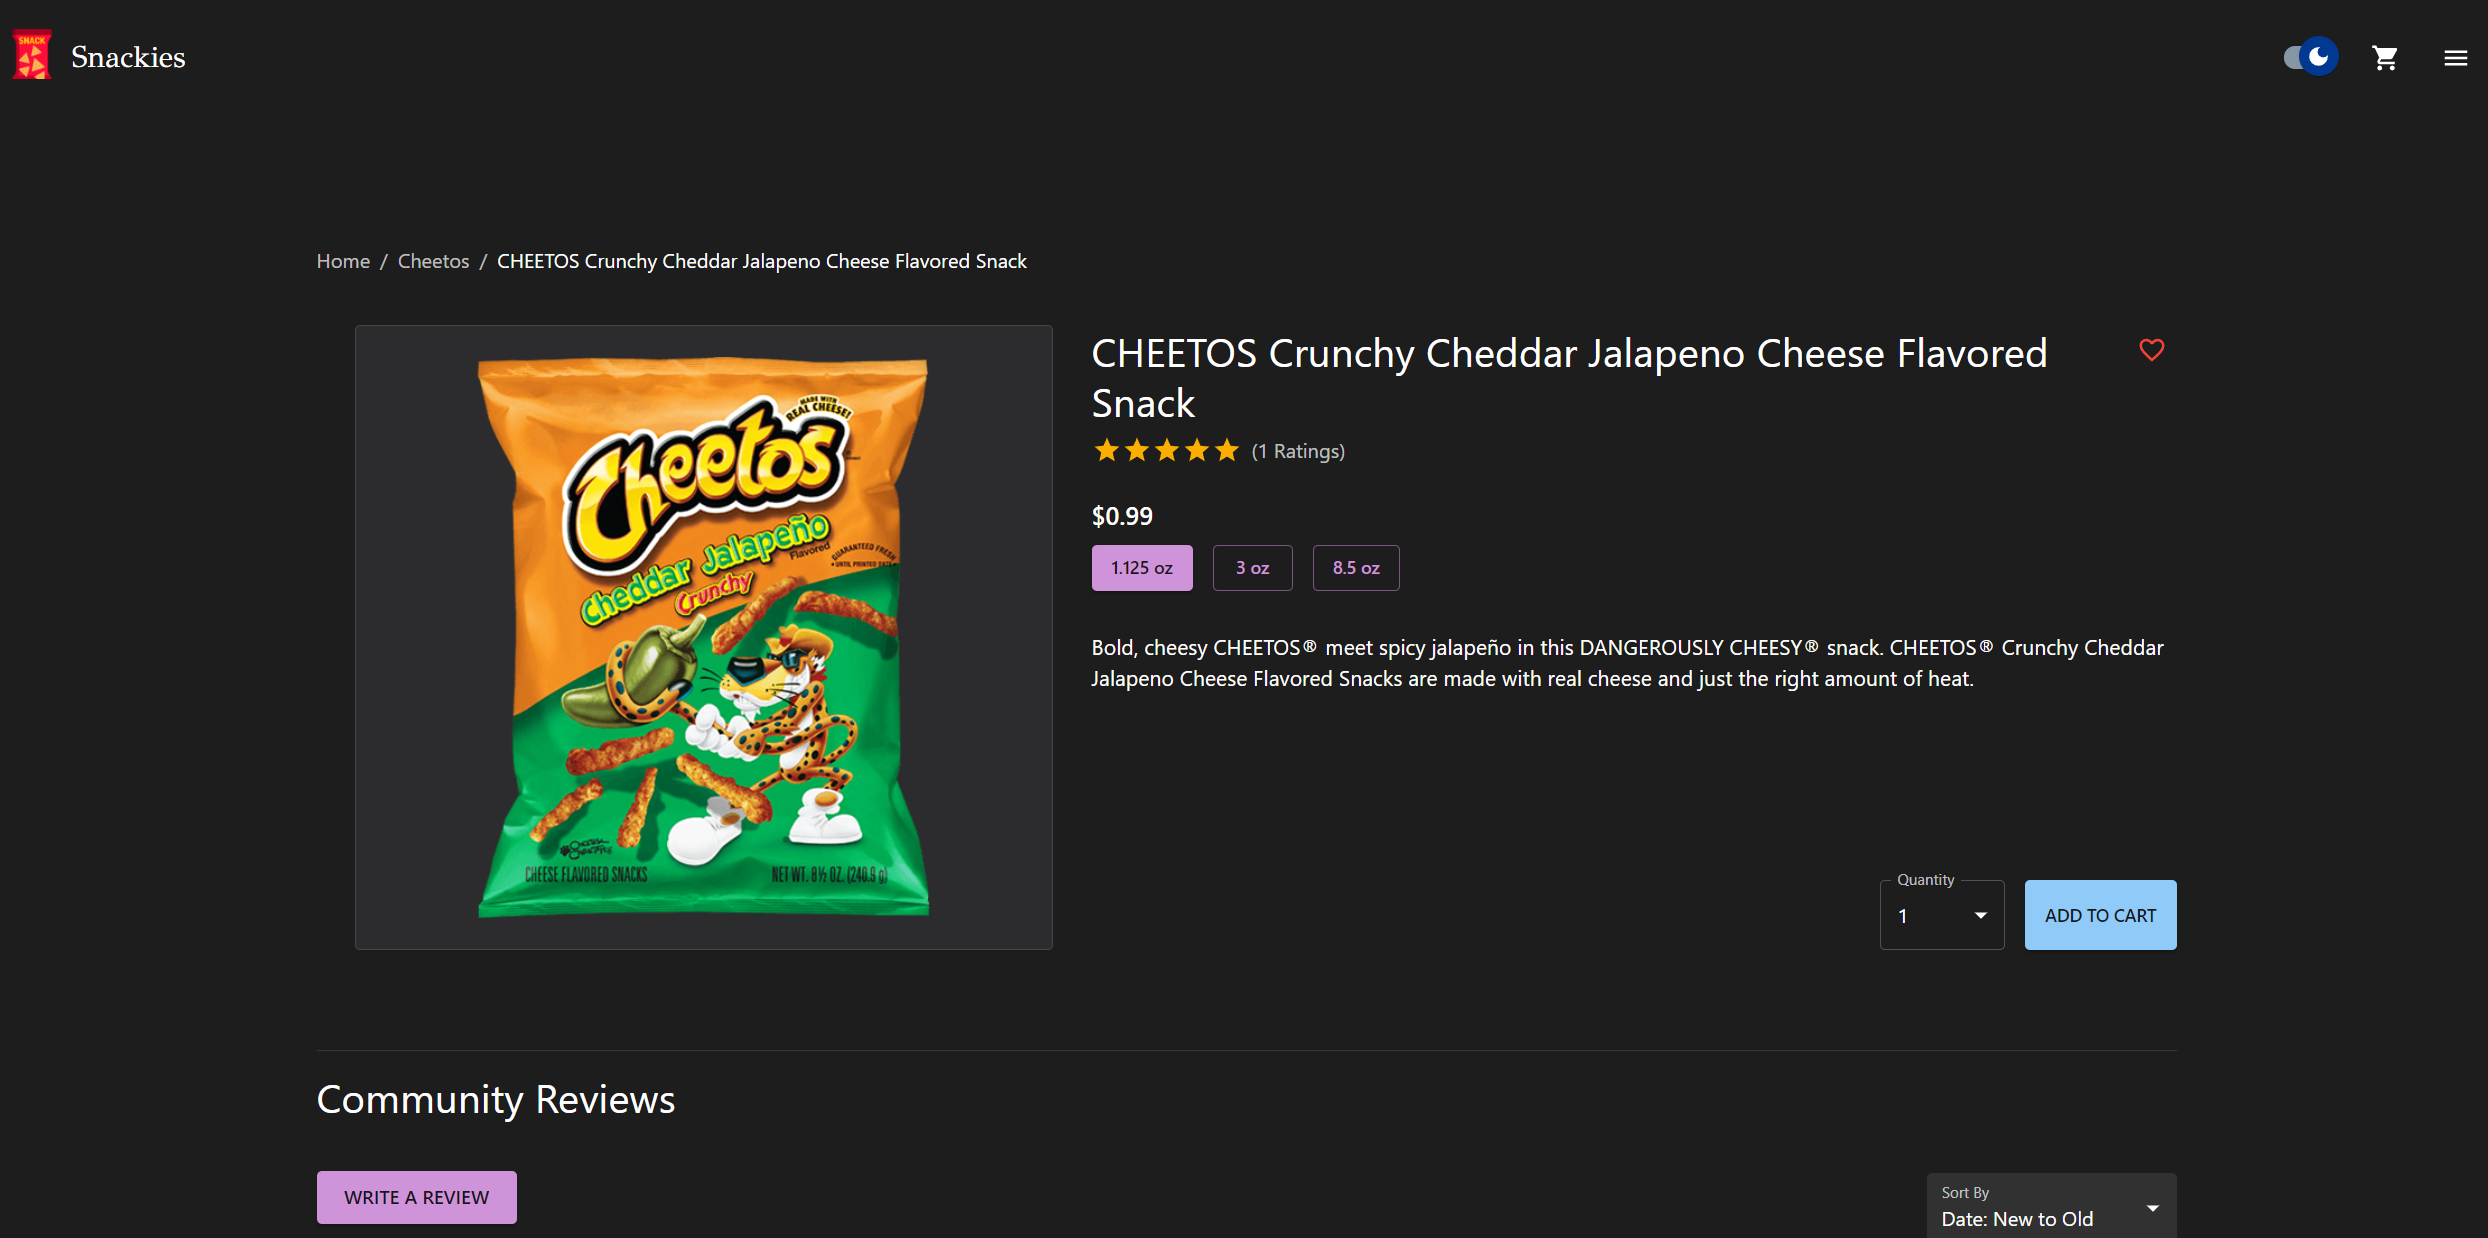 SNACK
Snackies
Home / Cheetos / CHEETOS Crunchy Cheddar Jalapeno Cheese Flavored Snack
MADE WITH
REAL CHEESE!
Cheetos
Cheddar Jalapeño
Flavored
Crunchy
GUARANTEED FRESH
• UNTIL PRINTED DATE •
CHEESE FLAVORED SNACKS
NET WT. 8½ OZ. (240.9 g)
CHEETOS Crunchy Cheddar Jalapeno Cheese Flavored
Snack
(1 Ratings)
$0.99
1.125 oz
3 oz
8.5 oz
Bold, cheesy CHEETOS® meet spicy jalapeño in this DANGEROUSLY CHEESY® snack. CHEETOS® Crunchy Cheddar
Jalapeno Cheese Flavored Snacks are made with real cheese and just the right amount of heat.
Quantity
1
ADD TO CART
Community Reviews
WRITE A REVIEW
Sort By
Date: New to Old